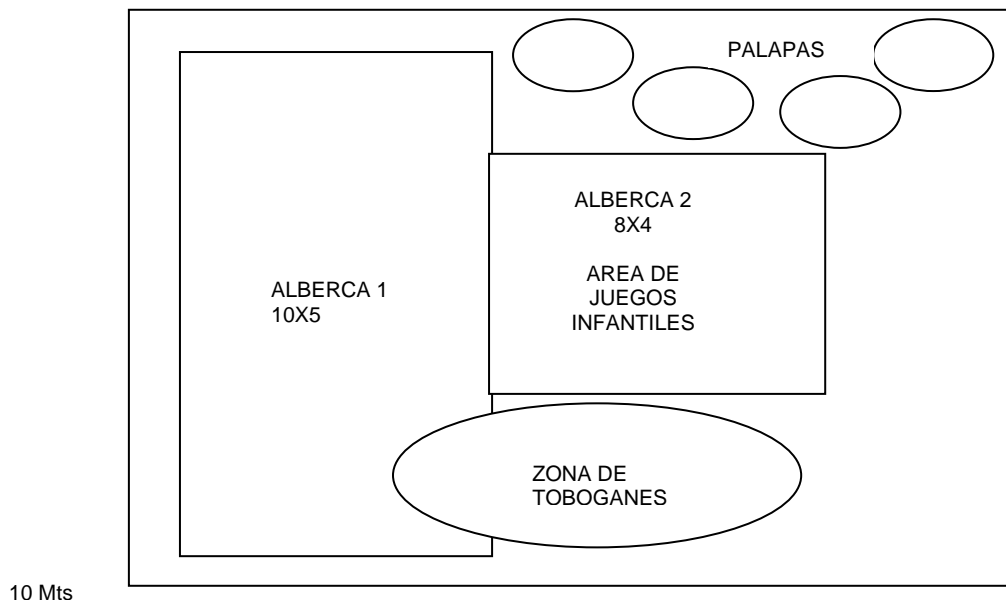 PALAPAS
ALBERCA 2
8X4
AREA DE
JUEGOS
INFANTILES
ALBERCA 1
10X5
ZONA DE
TOBOGANES
10 Mts